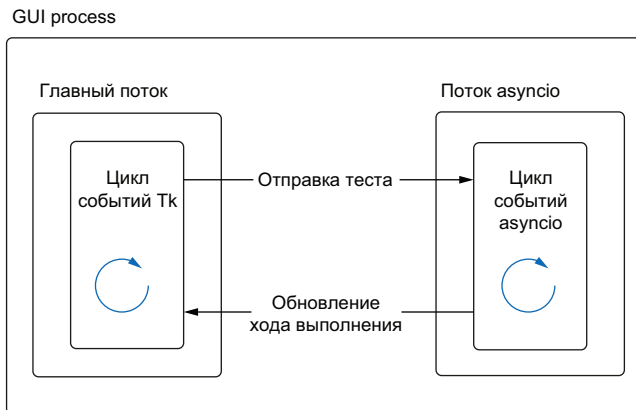 GUI process
Главный поток
Поток asyncio
Цикл
событий Tk
Отправка теста
Цикл
событий
asyncio
Обновление
хода выполнения